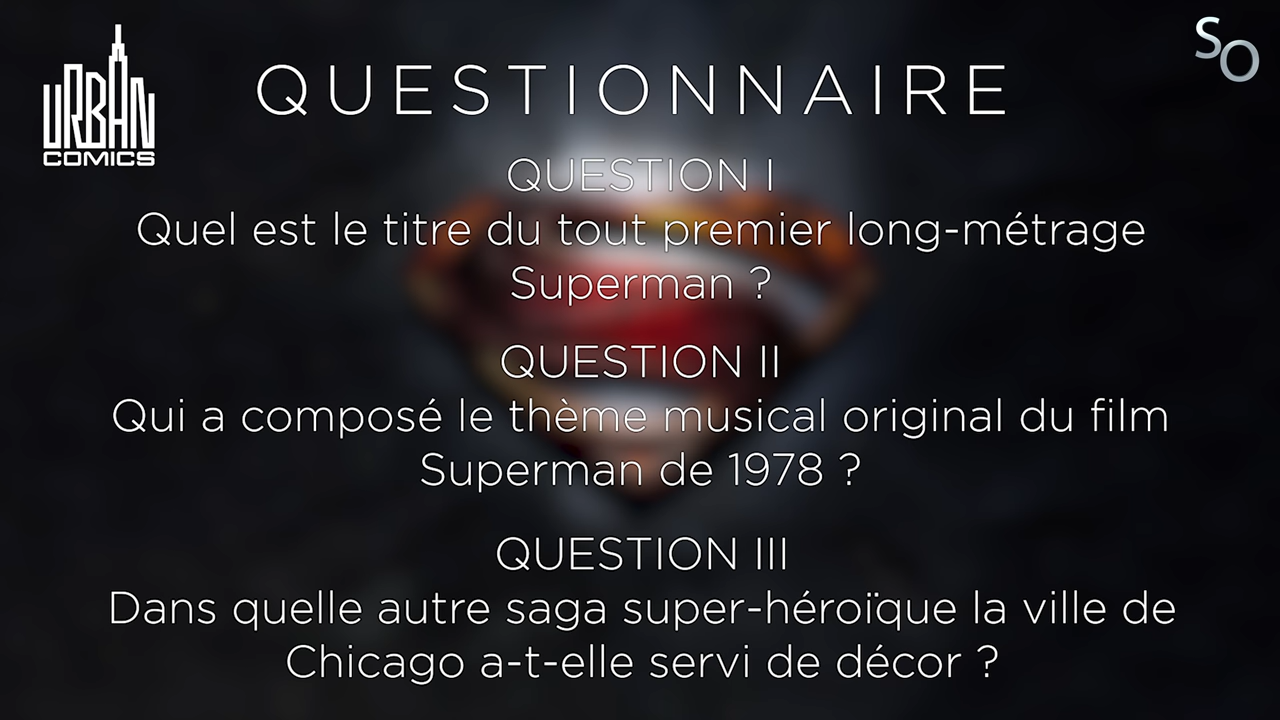 URBAN
COMICS
SO
QUESTIONNAIRE
QUESTION I
Quel est le titre du tout premier long-métrage
Superman ?
QUESTION II
Qui a composé le thème musical original du film
Superman de 1978 ?
QUESTION III
Dans quelle autre saga super-héroïque la ville de
Chicago a-t-elle servi de décor ?